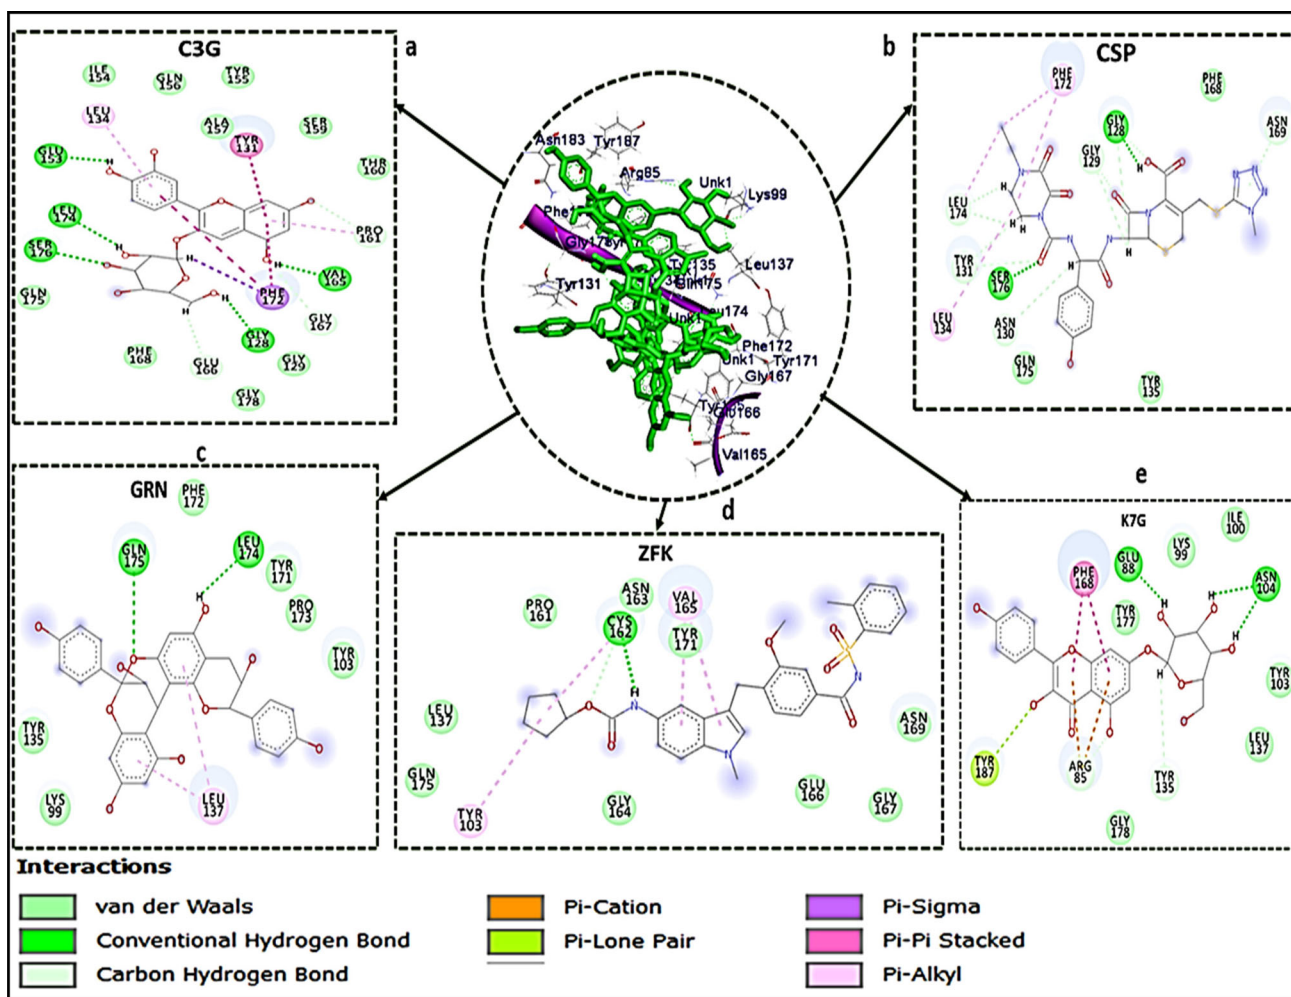 C3G
a
ILE
154
GLN
156
TYR
155
LEU
134
ALA
157
TYR
131
SER
159
GLU
153
THR
160
LEU
174
PRO
161
SER
176
VAL
165
GLN
175
PHE
172
GLY
167
PHE
168
GLU
166
GLY
128
GLY
129
GLY
178
Asn183
Tyr187
Arg85
Unk1
Lys99
Tyr131
Tyr135
Leu137
Unk1
Phe172
Unk1
Tyr171
Gly167
Val165
b
CSP
PHE
172
PHE
168
GLY
128
ASN
169
GLY
129
LEU
174
TYR
131
SER
176
LEU
134
ASN
130
GLN
175
TYR
135
c
GRN
PHE
172
GLN
175
LEU
174
TYR
171
PRO
173
TYR
103
TYR
135
LYS
99
LEU
137
d
ZFK
PRO
161
ASN
163
VAL
165
CYS
162
TYR
171
LEU
137
ASN
169
GLN
175
TYR
103
GLY
164
GLU
166
GLY
167
e
K7G
ILE
100
LYS
99
GLU
88
PHE
168
ASN
104
TYR
177
TYR
103
LEU
137
TYR
187
ARG
85
TYR
135
GLY
178
Interactions
van der Waals
Conventional Hydrogen Bond
Carbon Hydrogen Bond
Pi-Cation
Pi-Lone Pair
Pi-Sigma
Pi-Pi Stacked
Pi-Alkyl